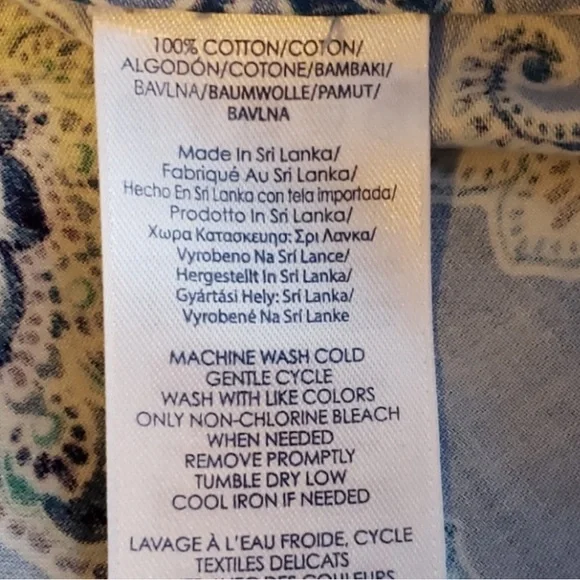 100% COTTON/COTON/
ALGODÓN/COTONE/BAMBAKI/
BAVLNA/BAUMWOLLE/PAMUT/
BAVLNA
Made In Sri Lanka/
Fabriqué Au Sri Lanka/
Hecho En Sri Lanka con tela importada/
Prodotto In Sri Lanka/
Χωρα Κατασκευησ: Σρι Λανκα/
Vyrobeno Na Srí Lance/
Hergestellt In Sri Lanka/
Gyártási Hely: Srí Lanka/
Vyrobené Na Srí Lanke
MACHINE WASH COLD
GENTLE CYCLE
WASH WITH LIKE COLORS
ONLY NON-CHLORINE BLEACH
WHEN NEEDED
REMOVE PROMPTLY
TUMBLE DRY LOW
COOL IRON IF NEEDED
LAVAGE À L'EAU FROIDE, CYCLE
TEXTILES DELICATS
COULEURS